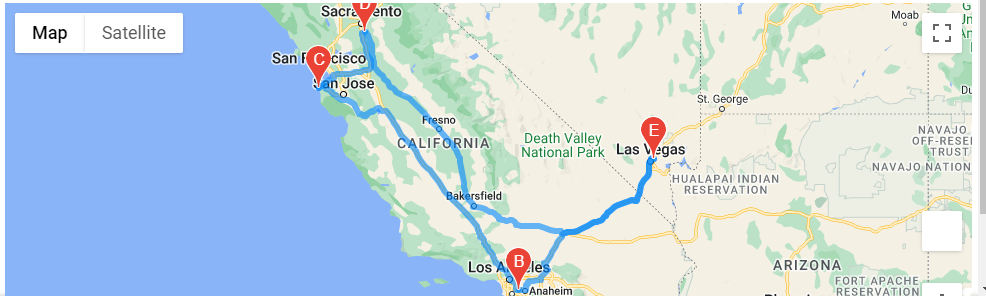 Map
Satellite
Sacramento
D
San Francisco
C
San Jose
Moab
St. George
Fresno
CALIFORNIA
Death Valley
National Park
E
Las Vegas
NAVAJO
OFF-RESE
TRUST
NAVAJO NATION
HUALAPAI INDIAN
RESERVATION
Bakersfield
B
Los Angeles
Anaheim
ARIZONA
FORT APACHE
RESERVATION